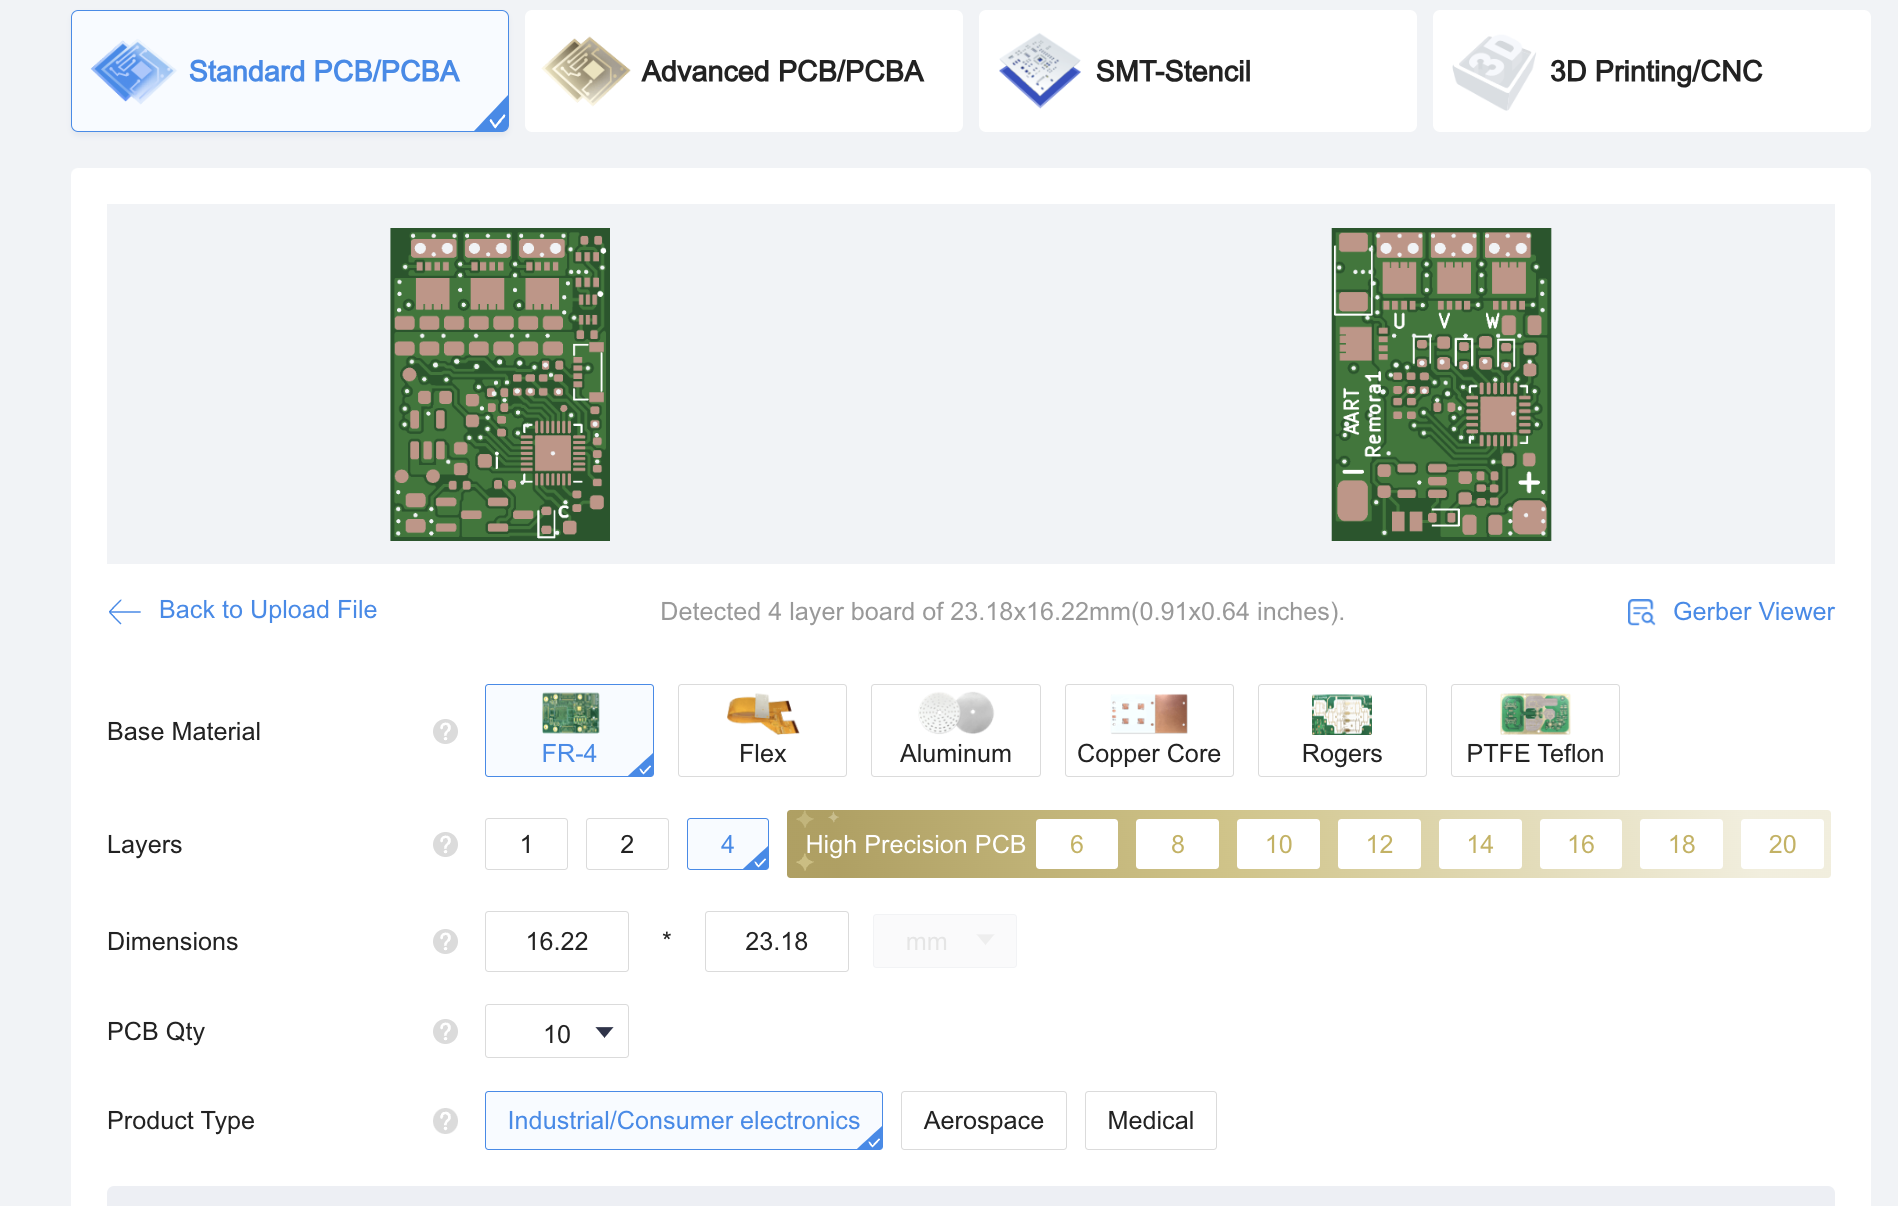 Standard PCB/PCBA
Advanced PCB/PCBA
SMT-Stencil
3D
3D Printing/CNC
i
C
U V W
AART
Remora1
−
+
Back to Upload File
Detected 4 layer board of 23.18x16.22mm(0.91x0.64 inches).
Gerber Viewer
Base Material
?
FR-4
Flex
Aluminum
Copper Core
Rogers
PTFE Teflon
Layers
?
1
2
4
High Precision PCB
6
8
10
12
14
16
18
20
Dimensions
?
16.22
*
23.18
mm
PCB Qty
?
10
Product Type
?
Industrial/Consumer electronics
Aerospace
Medical